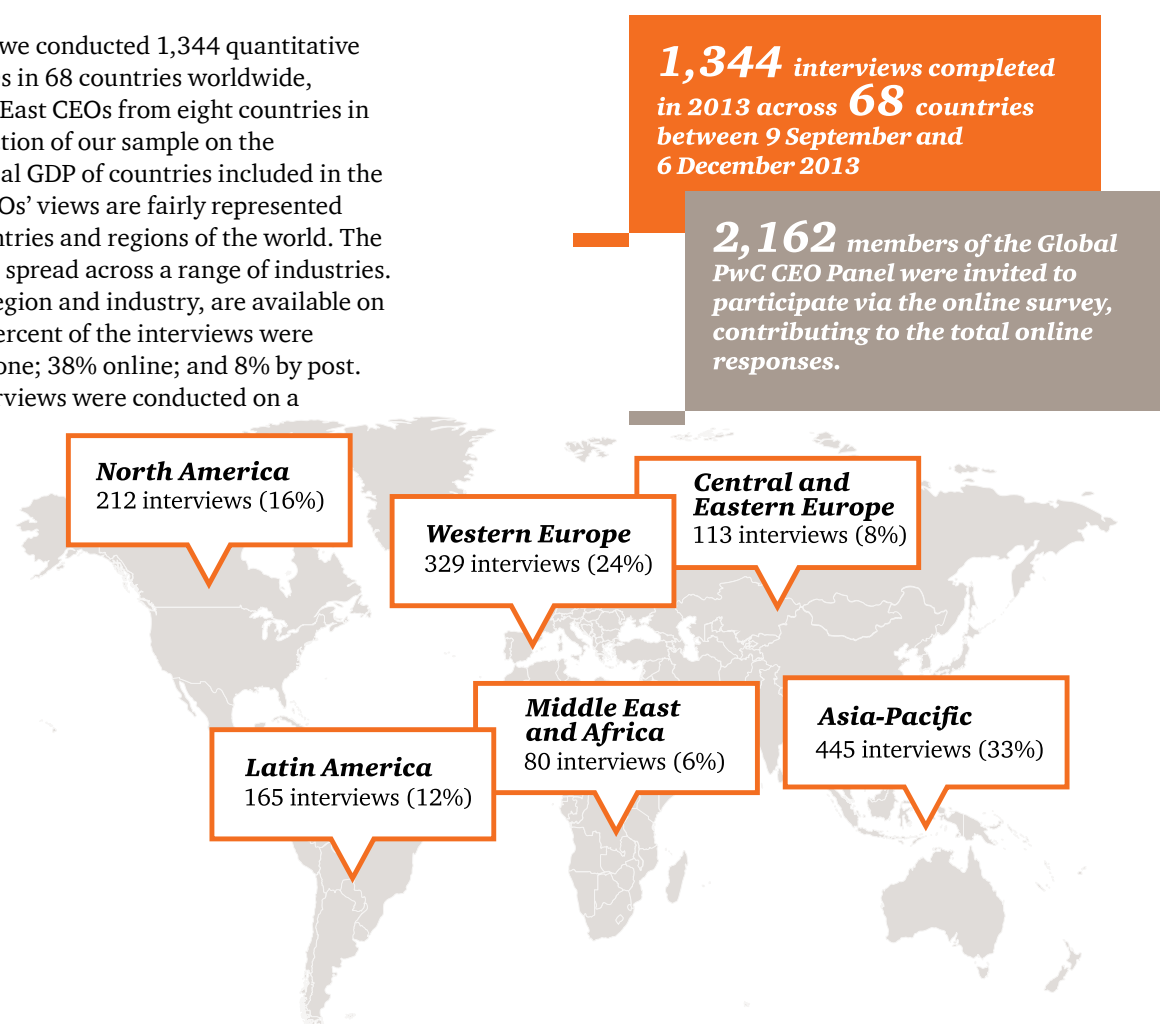 we conducted 1,344 quantitative
s in 68 countries worldwide,
East CEOs from eight countries in
tion of our sample on the
al GDP of countries included in the
Os’ views are fairly represented
ntries and regions of the world. The
spread across a range of industries.
egion and industry, are available on
ercent of the interviews were
one; 38% online; and 8% by post.
rviews were conducted on a
1,344 interviews completed
in 2013 across 68 countries
between 9 September and
6 December 2013
2,162 members of the Global
PwC CEO Panel were invited to
participate via the online survey,
contributing to the total online
responses.
North America
212 interviews (16%)
Western Europe
329 interviews (24%)
Central and
Eastern Europe
113 interviews (8%)
Latin America
165 interviews (12%)
Middle East
and Africa
80 interviews (6%)
Asia-Pacific
445 interviews (33%)